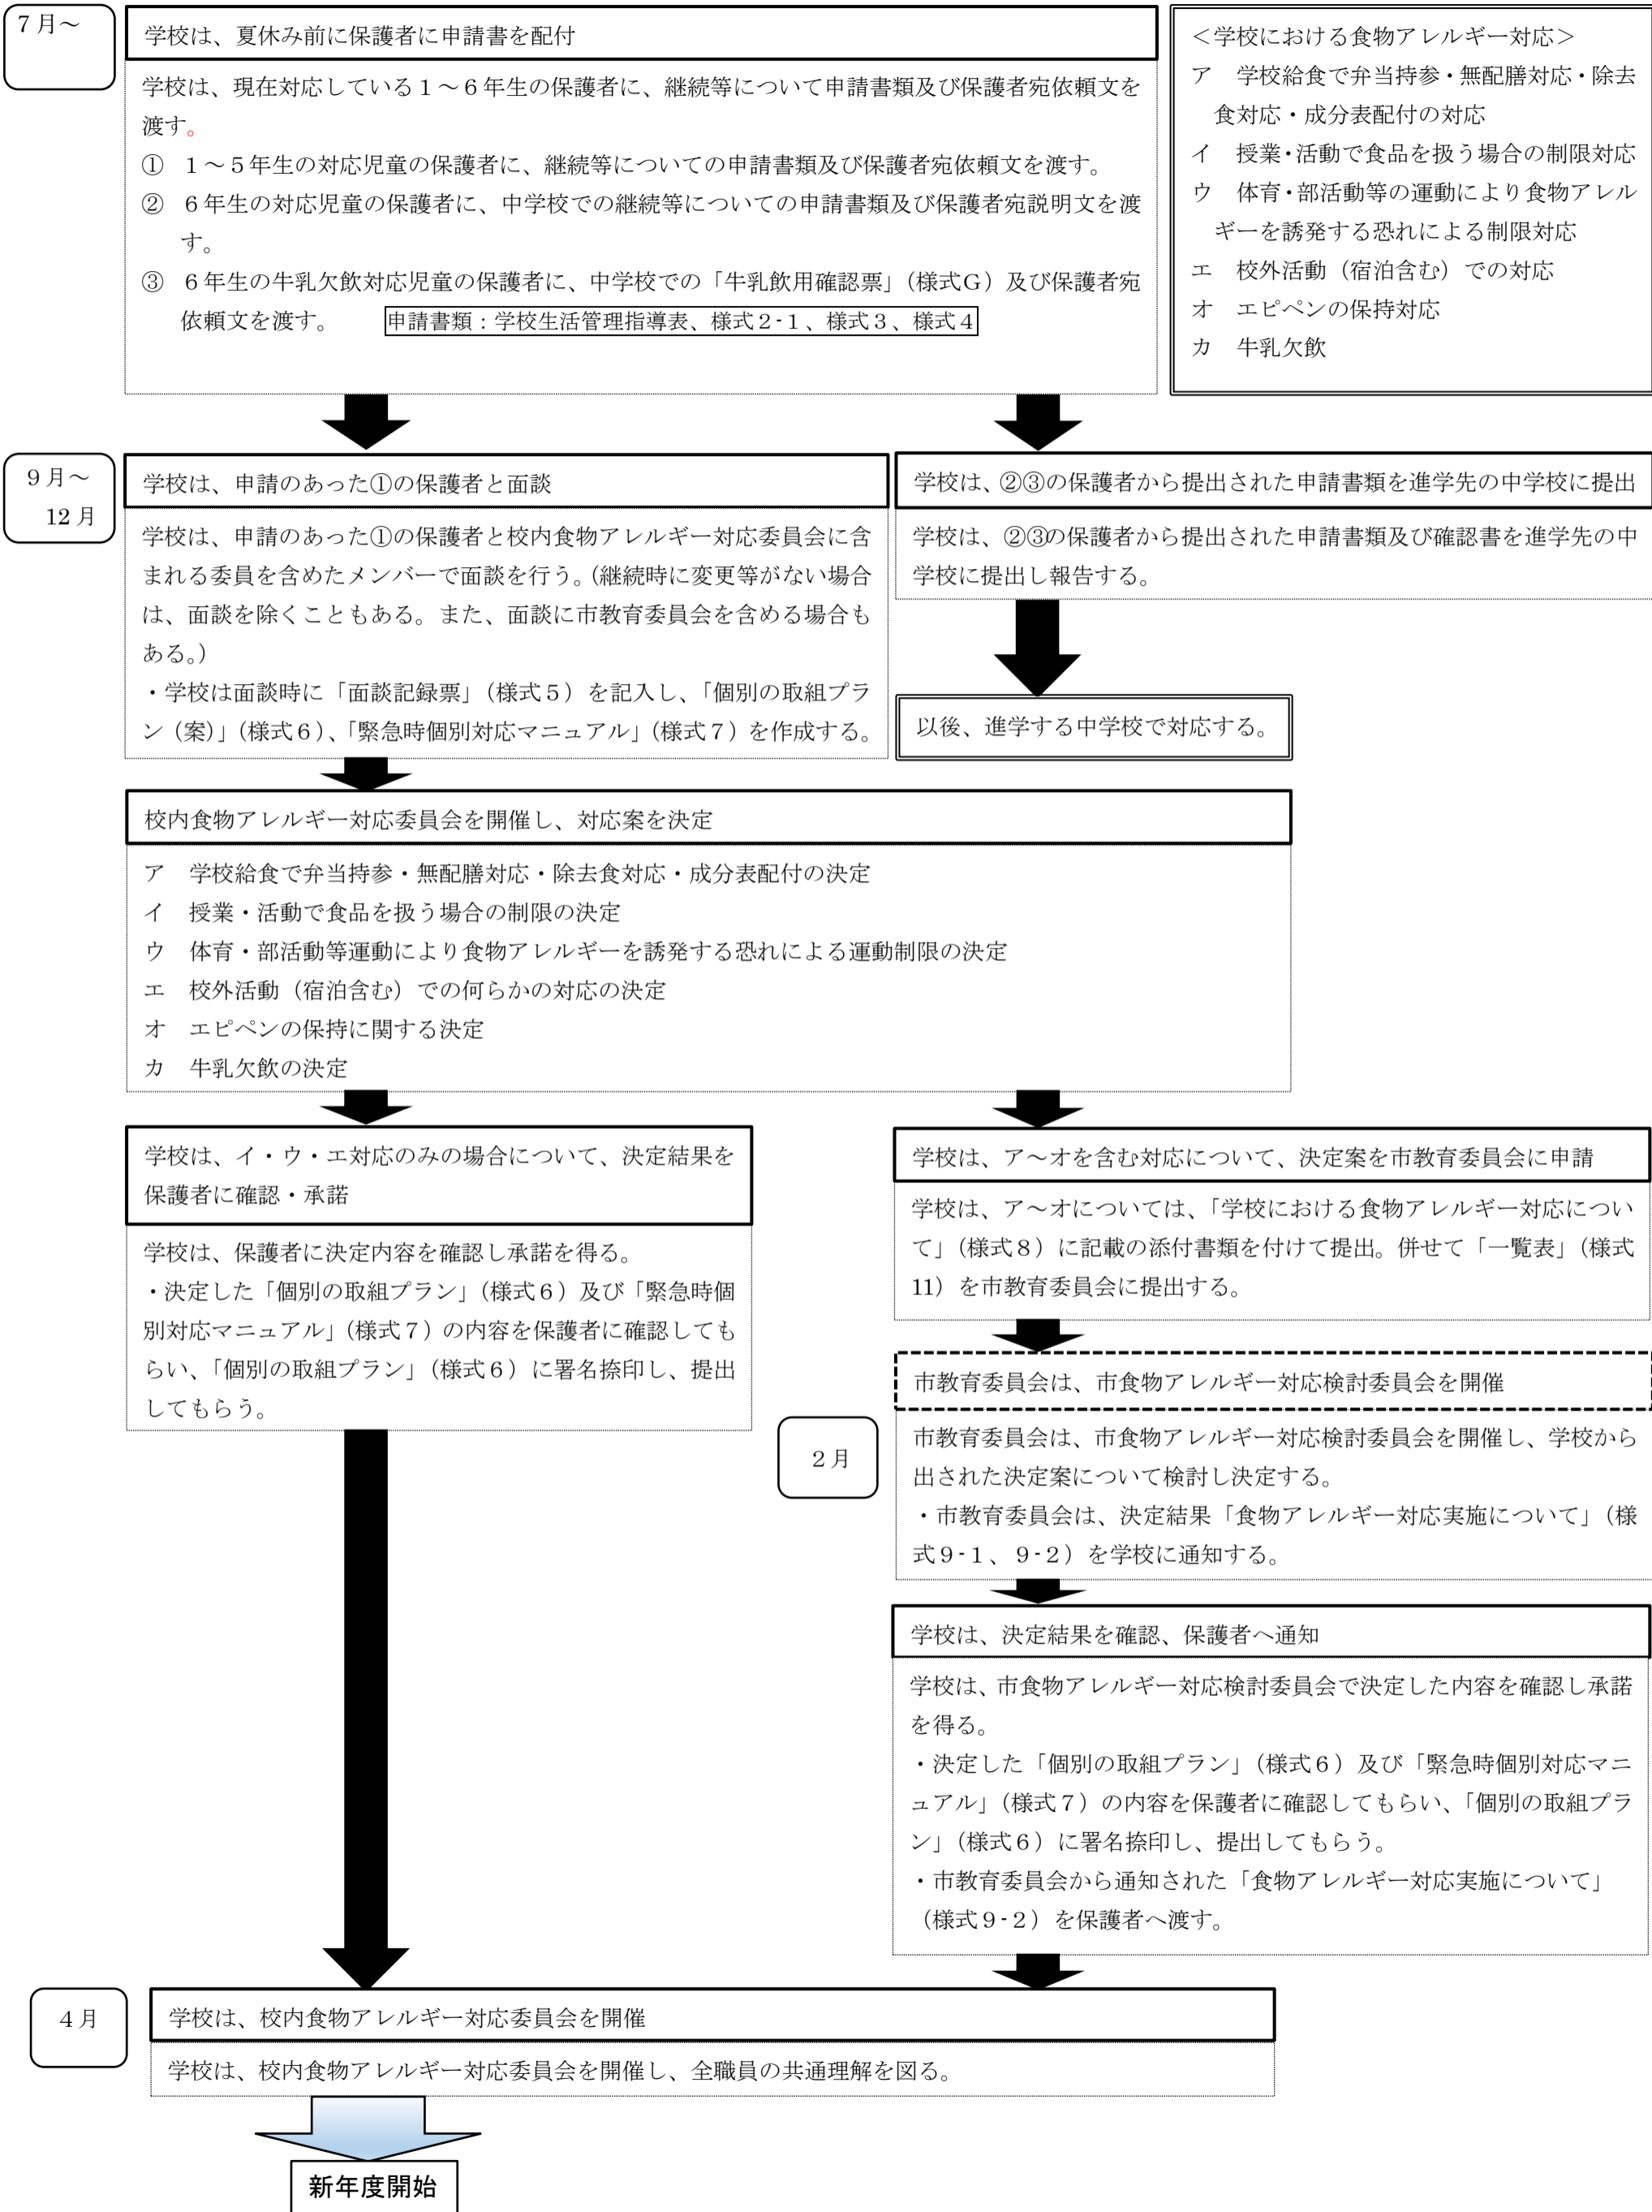 ７月～
学校は、夏休み前に保護者に申請書を配付
学校は、現在対応している１～６年生の保護者に、継続等について申請書類及び保護者宛依頼文を
渡す。
①　１～５年生の対応児童の保護者に、継続等についての申請書類及び保護者宛依頼文を渡す。
②　６年生の対応児童の保護者に、中学校での継続等についての申請書類及び保護者宛説明文を渡
す。
③　６年生の牛乳欠飲対応児童の保護者に、中学校での「牛乳飲用確認票」（様式Ｇ）及び保護者宛
依頼文を渡す。　　申請書類：学校生活管理指導表、様式２-１、様式３、様式４
＜学校における食物アレルギー対応＞
ア　学校給食で弁当持参・無配膳対応・除去
食対応・成分表配付の対応
イ　授業・活動で食品を扱う場合の制限対応
ウ　体育・部活動等の運動により食物アレル
ギーを誘発する恐れによる制限対応
エ　校外活動（宿泊含む）での対応
オ　エピペンの保持対応
カ　牛乳欠飲
９月～
12月
学校は、申請のあった①の保護者と面談
学校は、申請のあった①の保護者と校内食物アレルギー対応委員会に含
まれる委員を含めたメンバーで面談を行う。（継続時に変更等がない場合
は、面談を除くこともある。また、面談に市教育委員会を含める場合も
ある。）
・学校は面談時に「面談記録票」（様式５）を記入し、「個別の取組プラ
ン（案）」（様式６）、「緊急時個別対応マニュアル」（様式７）を作成する。
学校は、②③の保護者から提出された申請書類を進学先の中学校に提出
学校は、②③の保護者から提出された申請書類及び確認書を進学先の中
学校に提出し報告する。
以後、進学する中学校で対応する。
校内食物アレルギー対応委員会を開催し、対応案を決定
ア　学校給食で弁当持参・無配膳対応・除去食対応・成分表配付の決定
イ　授業・活動で食品を扱う場合の制限の決定
ウ　体育・部活動等運動により食物アレルギーを誘発する恐れによる運動制限の決定
エ　校外活動（宿泊含む）での何らかの対応の決定
オ　エピペンの保持に関する決定
カ　牛乳欠飲の決定
学校は、イ・ウ・エ対応のみの場合について、決定結果を
保護者に確認・承諾
学校は、保護者に決定内容を確認し承諾を得る。
・決定した「個別の取組プラン」（様式６）及び「緊急時個
別対応マニュアル」（様式７）の内容を保護者に確認しても
らい、「個別の取組プラン」（様式６）に署名捺印し、提出
してもらう。
学校は、ア～オを含む対応について、決定案を市教育委員会に申請
学校は、ア～オについては、「学校における食物アレルギー対応につい
て」（様式８）に記載の添付書類を付けて提出。併せて「一覧表」（様式
11）を市教育委員会に提出する。
市教育委員会は、市食物アレルギー対応検討委員会を開催
２月
市教育委員会は、市食物アレルギー対応検討委員会を開催し、学校から
出された決定案について検討し決定する。
・市教育委員会は、決定結果「食物アレルギー対応実施について」（様
式９-１、９-２）を学校に通知する。
学校は、決定結果を確認、保護者へ通知
学校は、市食物アレルギー対応検討委員会で決定した内容を確認し承諾
を得る。
・決定した「個別の取組プラン」（様式６）及び「緊急時個別対応マニ
ュアル」（様式７）の内容を保護者に確認してもらい、「個別の取組プラ
ン」（様式６）に署名捺印し、提出してもらう。
・市教育委員会から通知された「食物アレルギー対応実施について」
（様式９-２）を保護者へ渡す。
４月
学校は、校内食物アレルギー対応委員会を開催
学校は、校内食物アレルギー対応委員会を開催し、全職員の共通理解を図る。
新年度開始